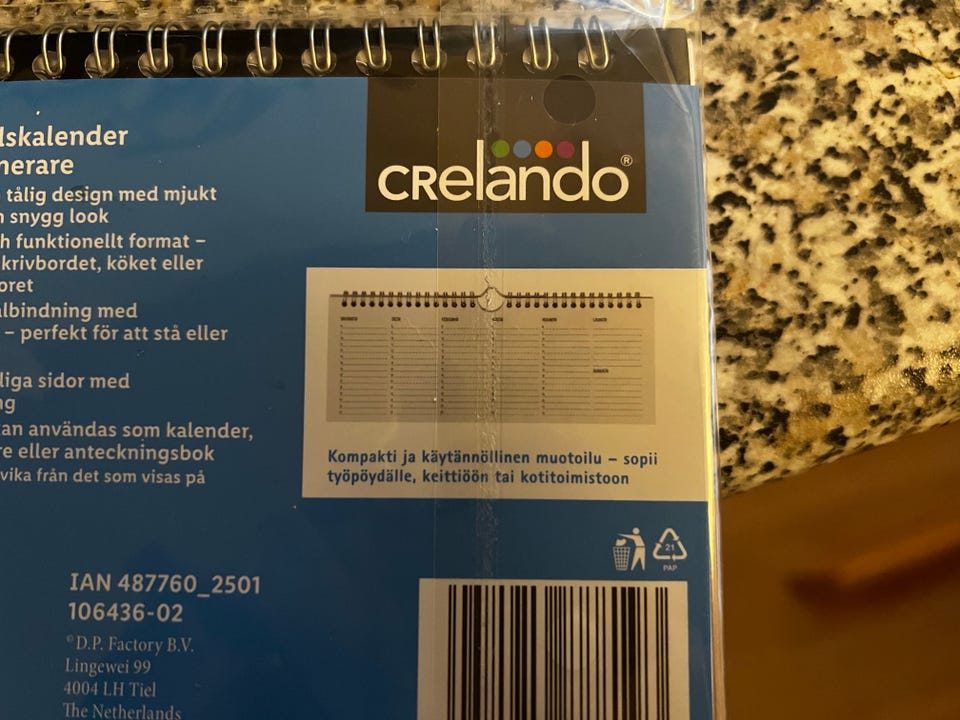 lskalender
nerare
tålig design med mjukt
snygg look
h funktionellt format –
krivbordet, köket eller
oret
lbindning med
– perfekt för att stå eller
liga sidor med
ng
an användas som kalender,
re eller anteckningsbok
vika från det som visas på
crelando®
Kompakti ja käytännöllinen muotoilu – sopii
työpöydälle, keittiöön tai kotitoimistoon
21
PAP
IAN 487760_2501
106436-02
©D.P. Factory B.V.
Lingewei 99
4004 LH Tiel
The Netherlands